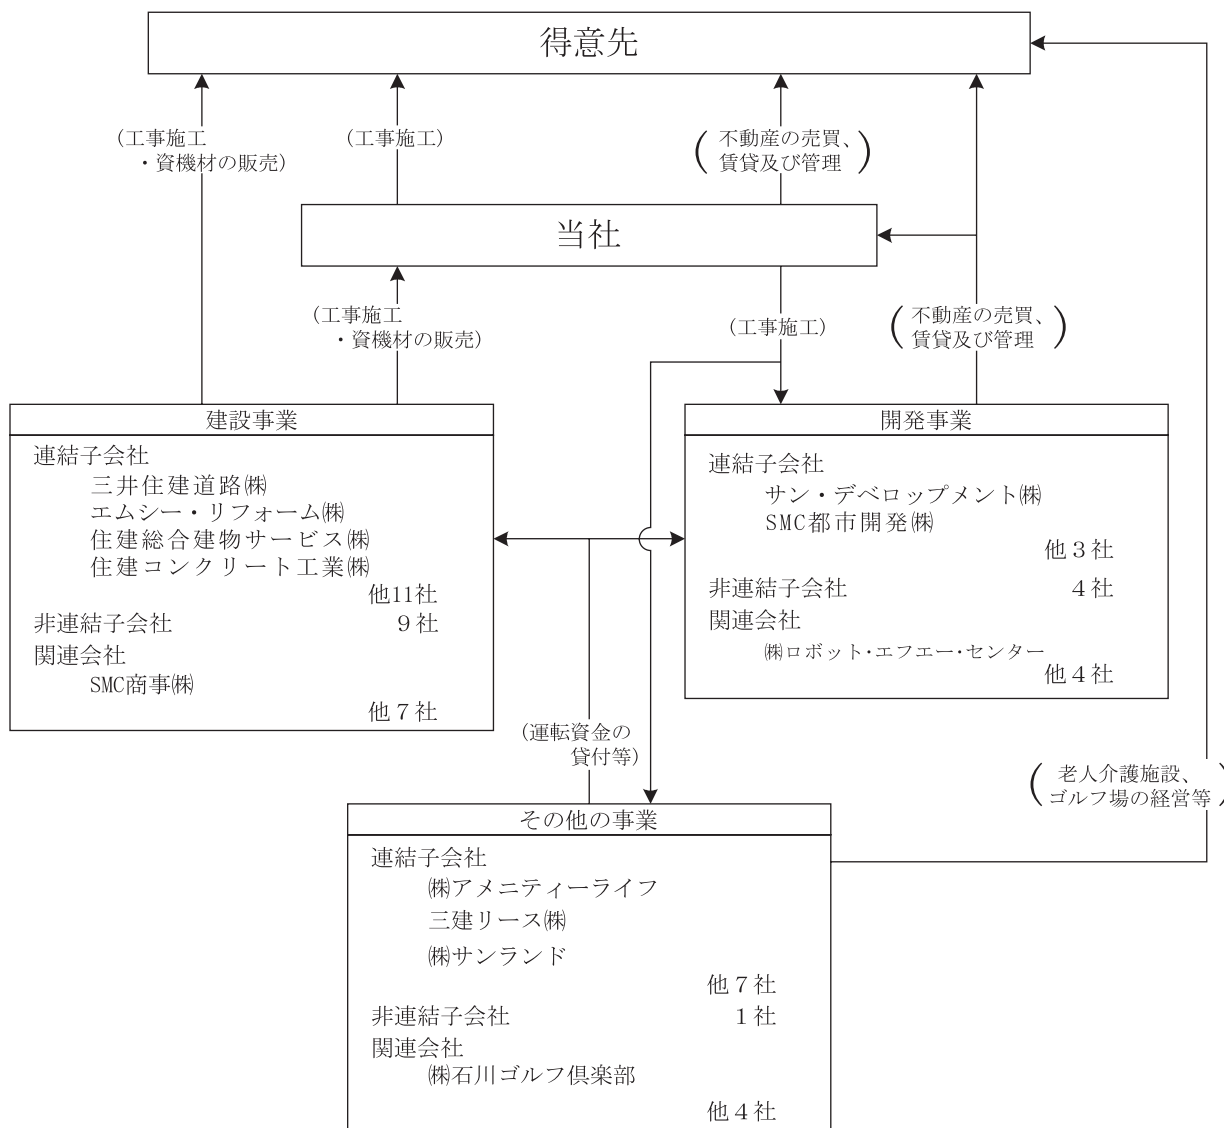 得意先
(工事施工
・資機材の販売)
(工事施工)
(不動産の売買、
賃貸及び管理)
当社
(工事施工
・資機材の販売)
(工事施工)
(不動産の売買、
賃貸及び管理)
建設事業
連結子会社
三井住建道路㈱
エムシー・リフォーム㈱
住建総合建物サービス㈱
住建コンクリート工業㈱
他11社
非連結子会社 9社
関連会社
SMC商事㈱
他7社
開発事業
連結子会社
サン・デベロップメント㈱
SMC都市開発㈱
他3社
非連結子会社 4社
関連会社
㈱ロボット・エフエー・センター
他4社
(運転資金の
貸付等)
(老人介護施設、
ゴルフ場の経営等)
その他の事業
連結子会社
㈱アメニティーライフ
三建リース㈱
㈱サンランド
他7社
非連結子会社 1社
関連会社
㈱石川ゴルフ倶楽部
他4社